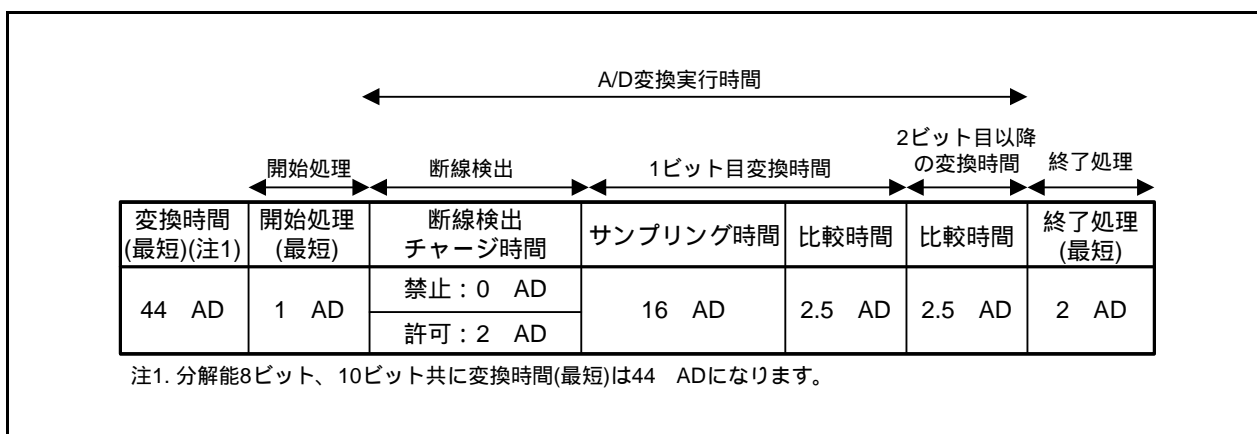 A/D変換実行時間
開始処理
断線検出
1ビット目変換時間
2ビット目以降
の変換時間
終了処理
変換時間
(最短)(注1)
開始処理
(最短)
断線検出
チャージ時間
サンプリング時間
比較時間
比較時間
終了処理
(最短)
44 AD
1 AD
禁止:0 AD
許可:2 AD
16 AD
2.5 AD
2.5 AD
2 AD
注1. 分解能8ビット、10ビット共に変換時間(最短)は44 ADになります。